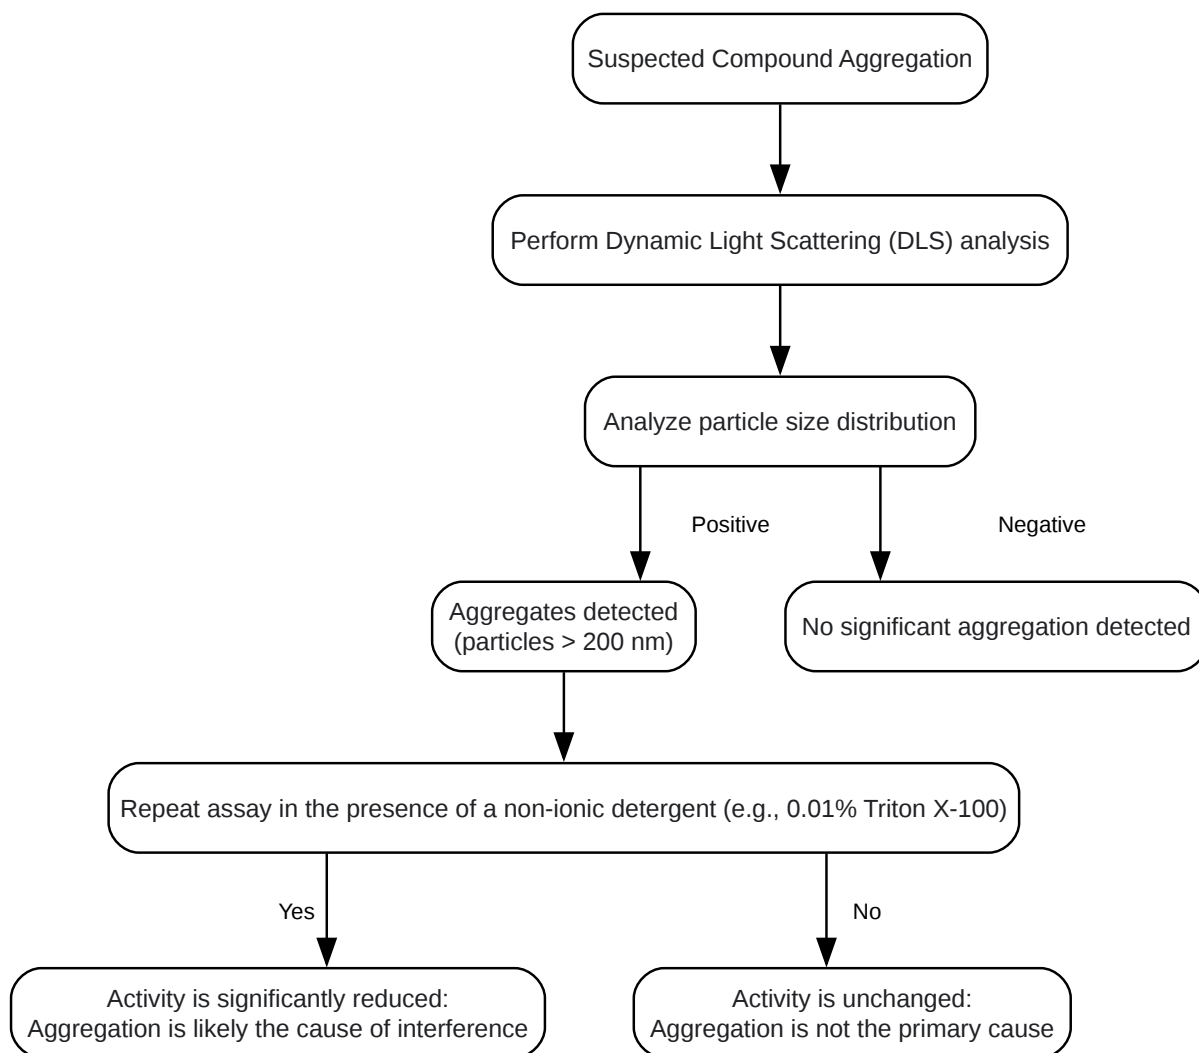 Suspected Compound Aggregation
Perform Dynamic Light Scattering (DLS) analysis
Analyze particle size distribution
Positive
Negative
Aggregates detected
(particles > 200 nm)
No significant aggregation detected
Repeat assay in the presence of a non-ionic detergent (e.g., 0.01% Triton X-100)
Yes
No
Activity is significantly reduced:
Aggregation is likely the cause of interference
Activity is unchanged:
Aggregation is not the primary cause